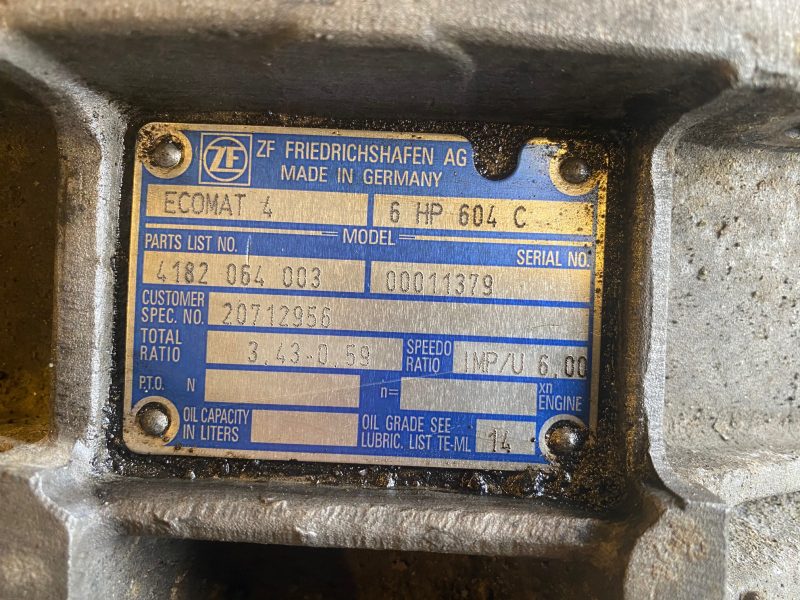 ZF ZF FRIEDRICHSHAFEN AG
MADE IN GERMANY
ECOMAT 4 6 HP 604 C
MODEL
PARTS LIST NO. SERIAL NO.
4182 064 003 00011379
CUSTOMER
SPEC. NO. 20712956
TOTAL
RATIO 3.43-0.59 SPEEDO
RATIO IMP/U 6.00
P.T.O. N n= xn
ENGINE
OIL CAPACITY
IN LITERS OIL GRADE SEE
LUBRIC. LIST TE-ML 14